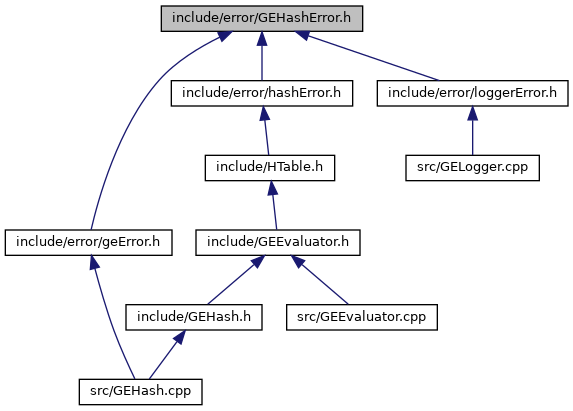 include/error/GEHashError.h
include/error/hashError.h
include/error/loggerError.h
include/HTable.h
src/GELogger.cpp
include/error/geError.h
include/GEEvaluator.h
include/GEHash.h
src/GEEvaluator.cpp
src/GEHash.cpp